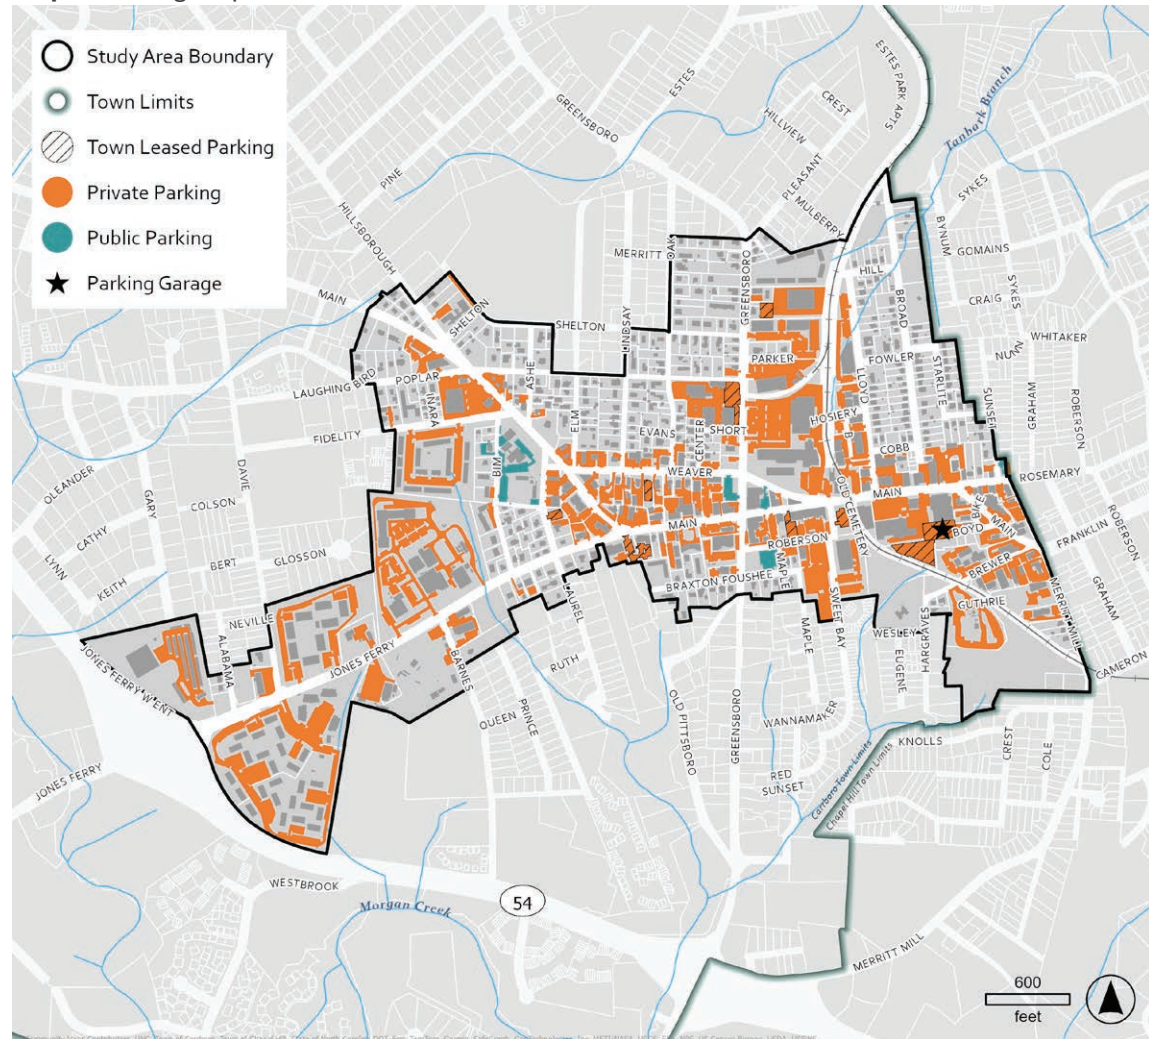 Study Area Boundary
Town Limits
Town Leased Parking
Private Parking
Public Parking
Parking Garage
ESTES PARK APTS
ESTES
GREENSBORO
CREST
HILLVIEW
PLEASANT
MULBERRY
Tanbark Branch
SYKES
BYNUM
GOMAINS
SYKES
CRAIG
WHITAKER
NUNN
PINE
HILLSBOROUGH
MAIN
MERRITT
OAK
GREENSBORO
HILL
BROAD
SHELTON
SHELTON
LINDSAY
PARKER
FOWLER
STARLITE
LLOYD
SUNSET
GRAHAM
ROBERSON
LAUGHING BIRD
POPLAR
INARA
ASHE
ELM
EVANS
CENTER
SHORT
HOSIERY
B
COBB
FIDELITY
BIM
WEAVER
MAIN
OLD CEMETERY
ROSEMARY
OLEANDER
DAVIE
GARY
COLSON
CATHY
MAIN
ROBERSON
BIKE
MAIN
BOYD
FRANKLIN
ROBERSON
LYNN
KEITH
BERT
GLOSSON
BRAXTON FOUSHEE
MAPLE
BREWER
GRAHAM
NEVILLE
ALABAMA
LAUREL
SWEET BAY
GUTHRIE
MERRITT MILL
JONES FERRY W ENT
JONES FERRY
BARNES
RUTH
MAPLE
WESLEY
EUGENE
HARGRAVES
CAMERON
QUEEN
PRINCE
OLD PITTSBORO
GREENSBORO
WANNAMAKER
KNOLLS
CREST
COLE
RED SUNSET
Carrboro Town Limits
Chapel Hill Town Limits
JONES FERRY
WESTBROOK
54
Morgan Creek
MERRITT MILL
600
feet